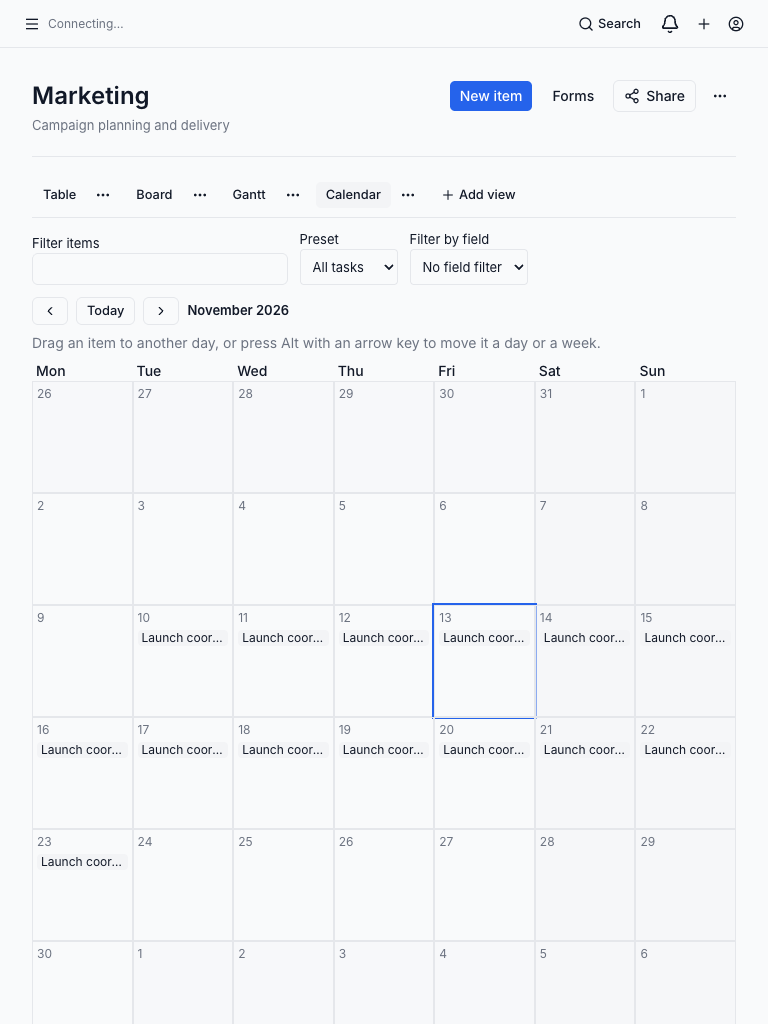 Connecting...
Search
Marketing
New item
Forms
Share
Campaign planning and delivery
Table
Board
Gantt
Calendar
Add view
Filter items
Preset
Filter by field
All tasks
No field filter
Today
November 2026
Drag an item to another day, or press Alt with an arrow key to move it a day or a week.
Mon Tue Wed Thu Fri Sat Sun
26 27 28 29 30 31 1
2 3 4 5 6 7 8
9 10 11 12 13 14 15
Launch coor... Launch coor... Launch coor... Launch coor... Launch coor... Launch coor...
16 17 18 19 20 21 22
Launch coor... Launch coor... Launch coor... Launch coor... Launch coor... Launch coor... Launch coor...
23 24 25 26 27 28 29
Launch coor...
30 1 2 3 4 5 6